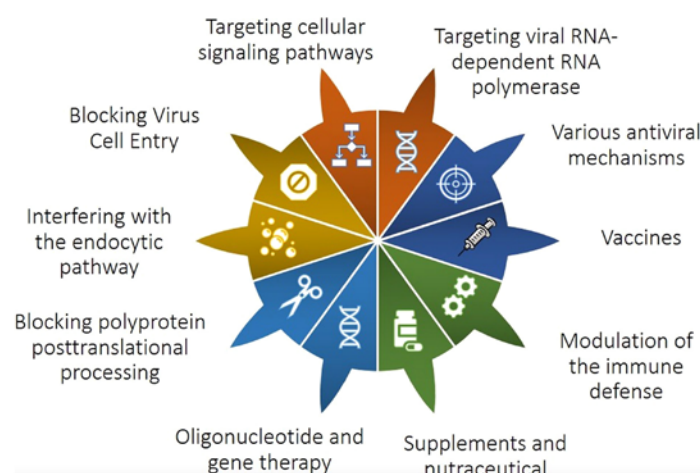 Targeting cellular
signaling pathways
Targeting viral RNA-
dependent RNA
polymerase
Blocking Virus
Cell Entry
Various antiviral
mechanisms
Interfering with
the endocytic
pathway
Vaccines
Blocking polyprotein
posttranslational
processing
Modulation of
the immune
defense
Oligonucleotide and
gene therapy
Supplements and
nutraceutical